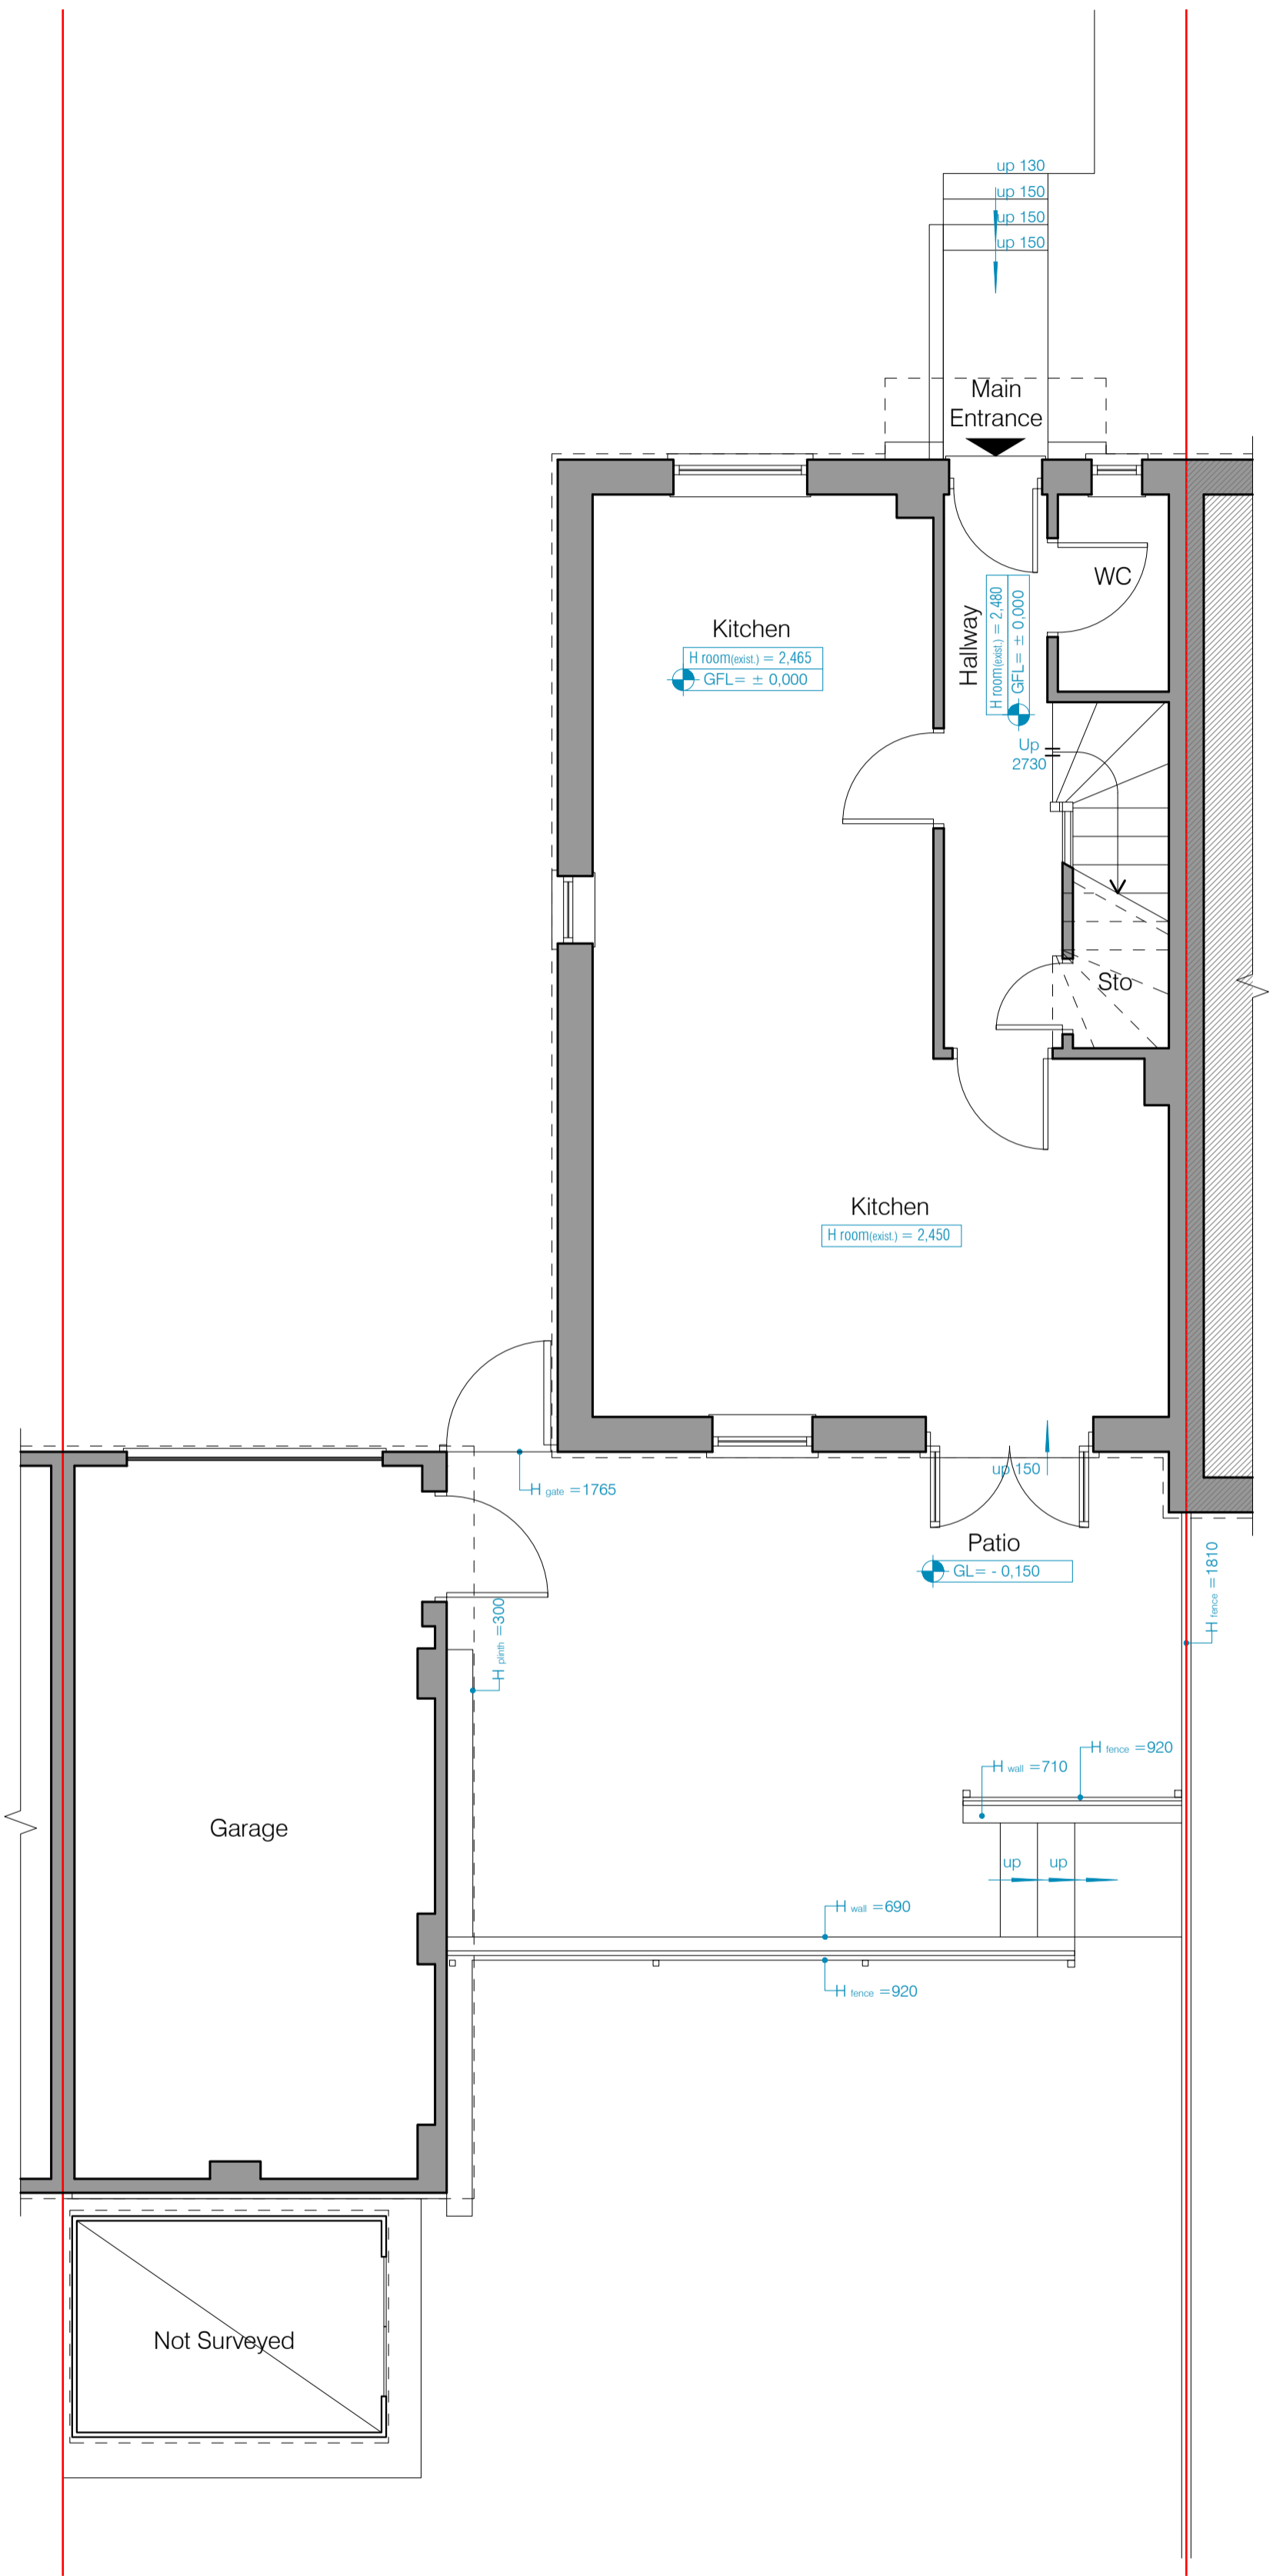 up 130
up 150
up 150
up 150
Main
Entrance
WC
Kitchen
H room(exist.) = 2,465
GFL= ± 0,000
Hallway
H room(exist.) = 2,480
GFL= ± 0,000
Up
2730
Sto
Kitchen
H room(exist.) = 2,450
up 150
H gate =1765
Patio
GL= - 0,150
H fence =1810
H plinth =300
H fence =920
H wall =710
Garage
up
up
H wall =690
H fence =920
Not Surveyed